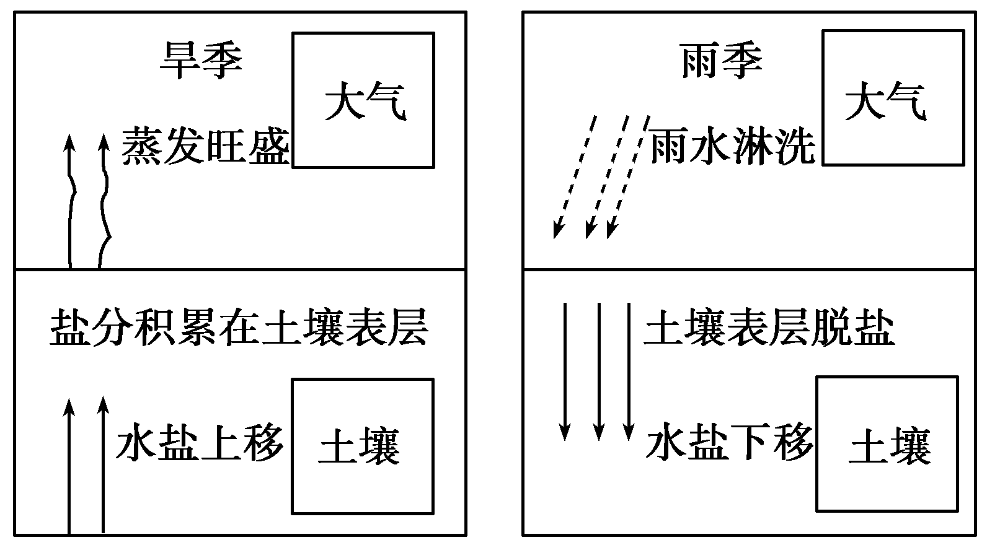 旱季
大气
蒸发旺盛
盐分积累在土壤表层
水盐上移
土壤
雨季
大气
雨水淋洗
土壤表层脱盐
水盐下移
土壤